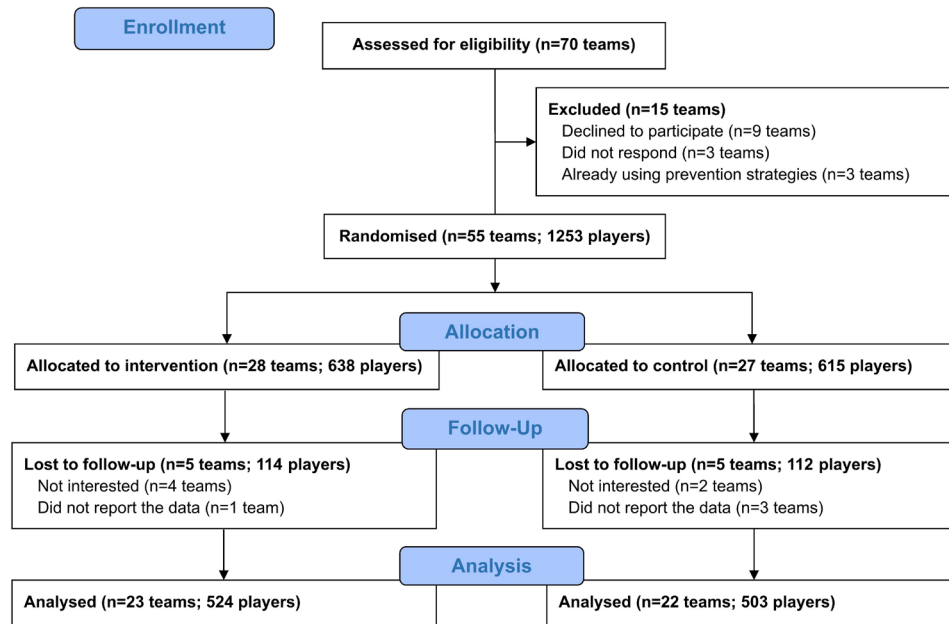 Enrollment
Assessed for eligibility (n=70 teams)
Excluded (n=15 teams)
Declined to participate (n=9 teams)
Did not respond (n=3 teams)
Already using prevention strategies (n=3 teams)
Randomised (n=55 teams; 1253 players)
Allocation
Allocated to intervention (n=28 teams; 638 players)
Allocated to control (n=27 teams; 615 players)
Follow-Up
Lost to follow-up (n=5 teams; 114 players)
Not interested (n=4 teams)
Did not report the data (n=1 team)
Lost to follow-up (n=5 teams; 112 players)
Not interested (n=2 teams)
Did not report the data (n=3 teams)
Analysis
Analysed (n=23 teams; 524 players)
Analysed (n=22 teams; 503 players)